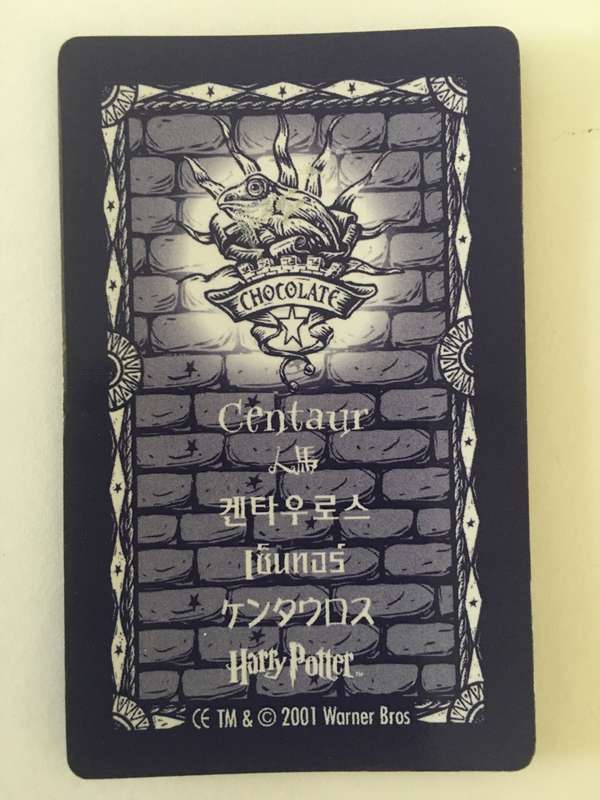 CHOCOLATE
Centaur
人馬
켄타우로스
เซ็นทอร์
ケンタウロス
Harry Potter™
CE TM & © 2001 Warner Bros